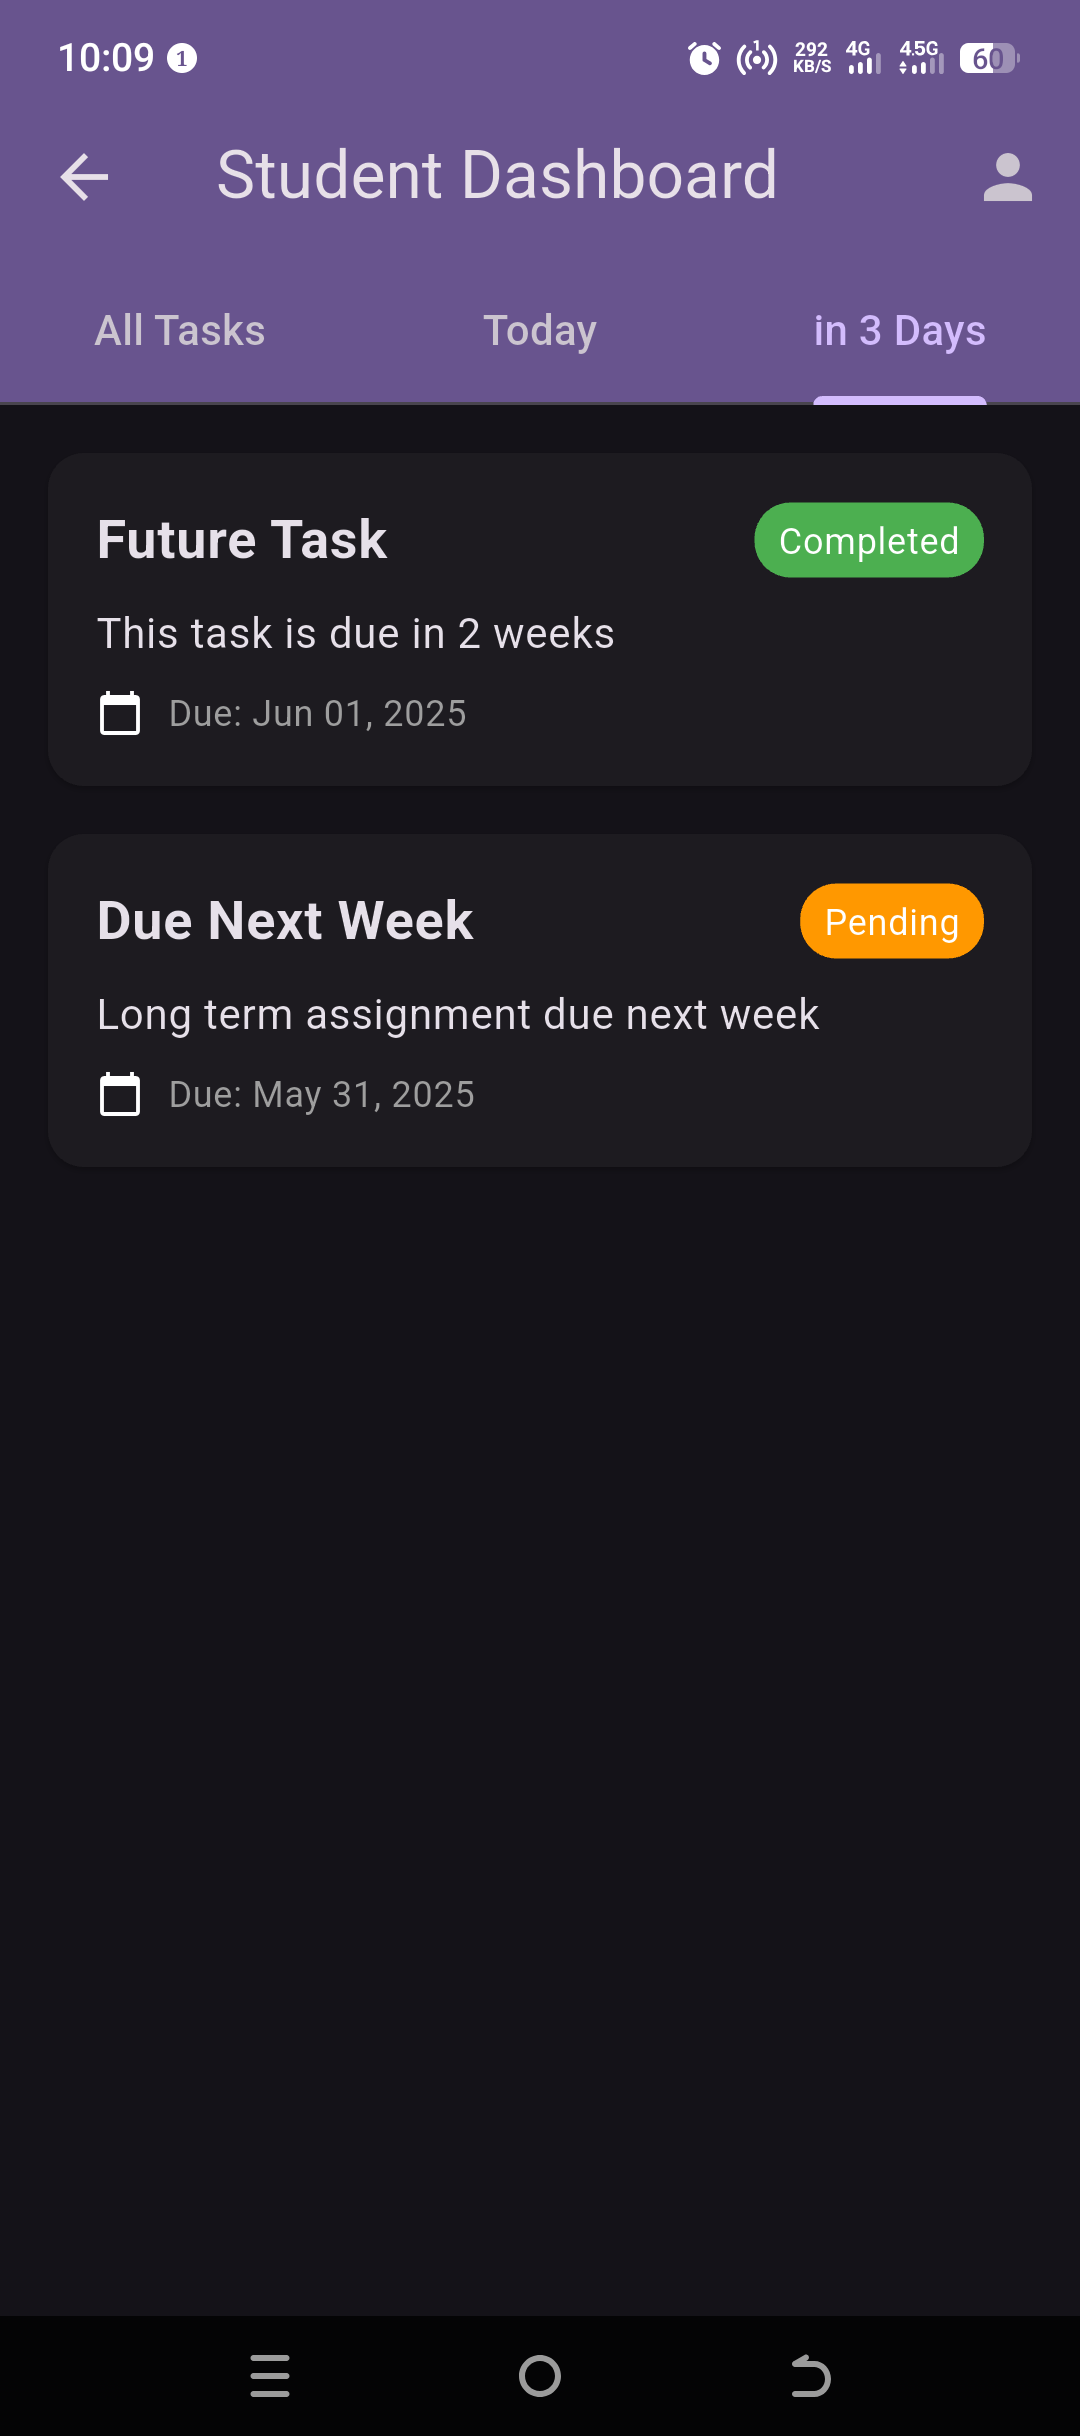 10:09 1
1
292
KB/S
4G
4.5G
60
Student Dashboard
All Tasks
Today
in 3 Days
Future Task
Completed
This task is due in 2 weeks
Due: Jun 01, 2025
Due Next Week
Pending
Long term assignment due next week
Due: May 31, 2025